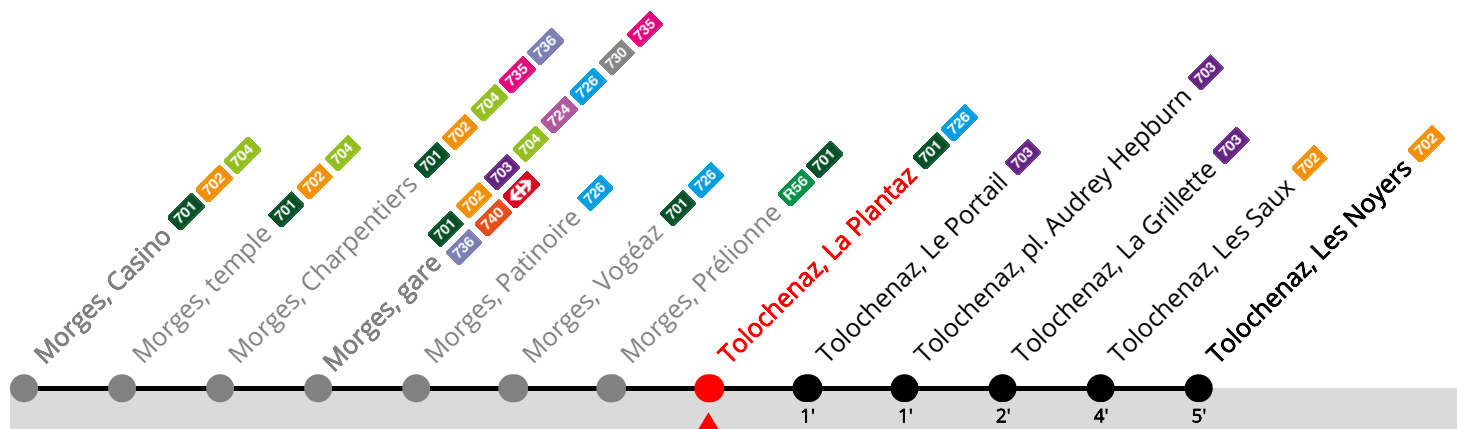 Morges, Casino 701 702 704
Morges, temple 701 702 704
Morges, Charpentiers 701 702 704 735 736
Morges, gare 701 702 703 704 724 726 730 735
736 740
Morges, Patinoire 726
Morges, Vogéaz 701 726
Morges, Prélionne R56 701
Tolochenaz, La Plantaz 701 726
Tolochenaz, Le Portail 703
Tolochenaz, pl. Audrey Hepburn 703
Tolochenaz, La Grillette 703
Tolochenaz, Les Saux 702
Tolochenaz, Les Noyers 702
1' 1' 2' 4' 5'